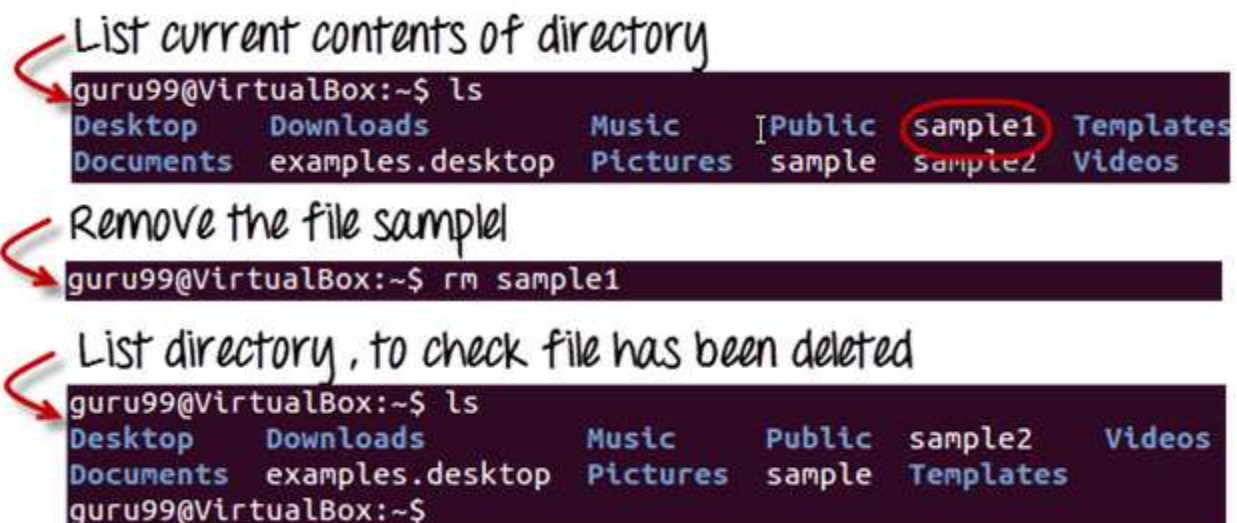 List current contents of directory
guru99@VirtualBox:~$ ls
Desktop Downloads Music Public sample1 Templates
Documents examples.desktop Pictures sample sample2 Videos
Remove the file sample1
guru99@VirtualBox:~$ rm sample1
List directory , to check file has been deleted
guru99@VirtualBox:~$ ls
Desktop Downloads Music Public sample2 Videos
Documents examples.desktop Pictures sample Templates
guru99@VirtualBox:~$